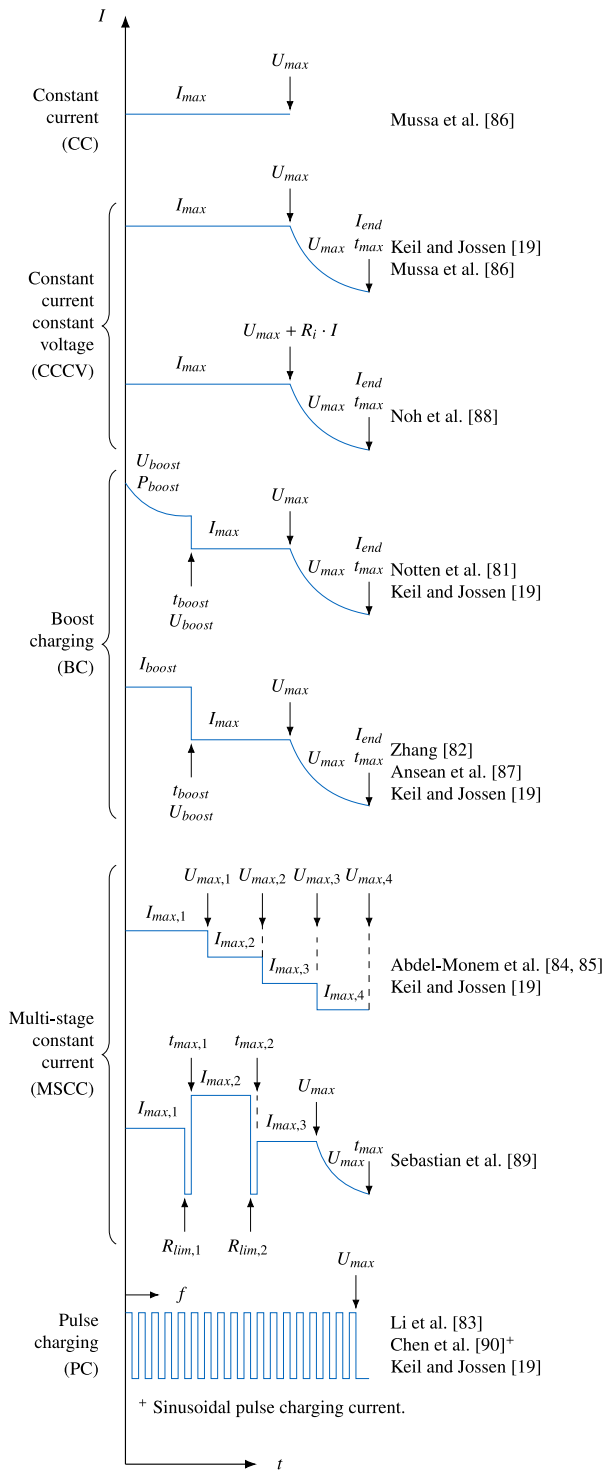 I
Constant
current
(CC)
I_max
U_max
Mussa et al. [86]
Constant
current
constant
voltage
(CCCV)
I_max
U_max
U_max
I_end
t_max
Keil and Jossen [19]
Mussa et al. [86]
I_max
U_max + R_i · I
U_max
I_end
t_max
Noh et al. [88]
Boost
charging
(BC)
U_boost
P_boost
I_max
t_boost
U_boost
U_max
U_max
I_end
t_max
Notten et al. [81]
Keil and Jossen [19]
I_boost
I_max
t_boost
U_boost
U_max
U_max
I_end
t_max
Zhang [82]
Ansean et al. [87]
Keil and Jossen [19]
Multi-stage
constant
current
(MSCC)
U_max,1 U_max,2 U_max,3 U_max,4
I_max,1
I_max,2
I_max,3
I_max,4
Abdel-Monem et al. [84, 85]
Keil and Jossen [19]
t_max,1 t_max,2
I_max,1
I_max,2
I_max,3
U_max
U_max
t_max
R_lim,1 R_lim,2
Sebastian et al. [89]
Pulse
charging
(PC)
f
U_max
Li et al. [83]
Chen et al. [90]⁺
Keil and Jossen [19]
⁺ Sinusoidal pulse charging current.
t